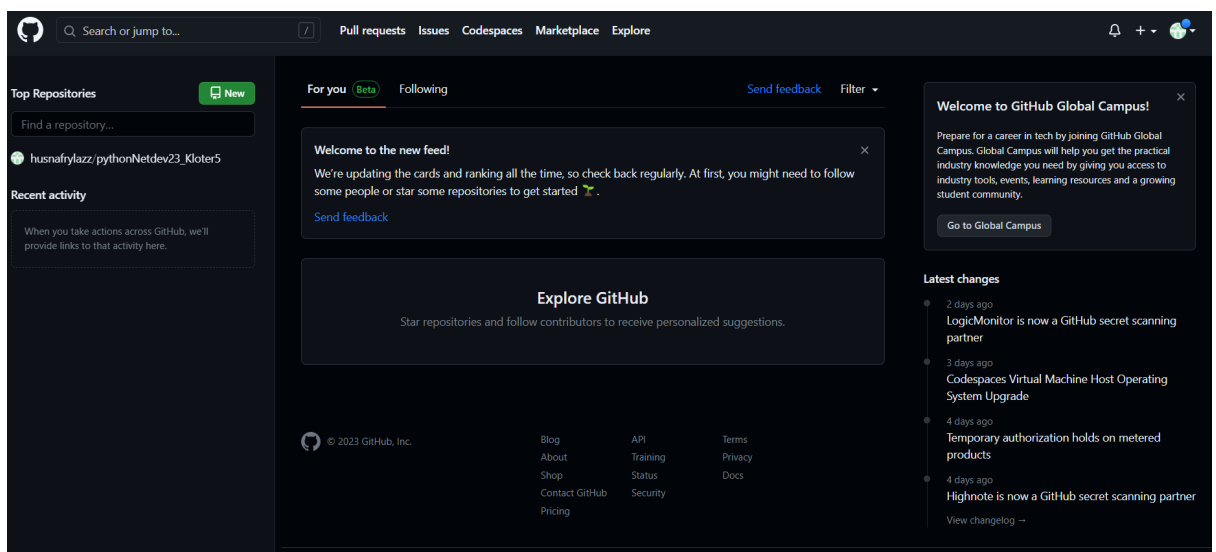 Search or jump to...
/
Pull requests Issues Codespaces Marketplace Explore
Top Repositories
New
Find a repository...
husnafrylazz/pythonNetdev23_Kloter5
Recent activity
When you take actions across GitHub, we'll
provide links to that activity here.
For you Beta Following
Send feedback Filter
Welcome to the new feed!
We're updating the cards and ranking all the time, so check back regularly. At first, you might need to follow
some people or star some repositories to get started 🌱 .
Send feedback
Explore GitHub
Star repositories and follow contributors to receive personalized suggestions.
© 2023 GitHub, Inc.
Blog
About
Shop
Contact GitHub
Pricing
API
Training
Status
Security
Terms
Privacy
Docs
Welcome to GitHub Global Campus!
Prepare for a career in tech by joining GitHub Global
Campus. Global Campus will help you get the practical
industry knowledge you need by giving you access to
industry tools, events, learning resources and a growing
student community.
Go to Global Campus
Latest changes
2 days ago
LogicMonitor is now a GitHub secret scanning
partner
3 days ago
Codespaces Virtual Machine Host Operating
System Upgrade
4 days ago
Temporary authorization holds on metered
products
4 days ago
Highnote is now a GitHub secret scanning partner
View changelog →